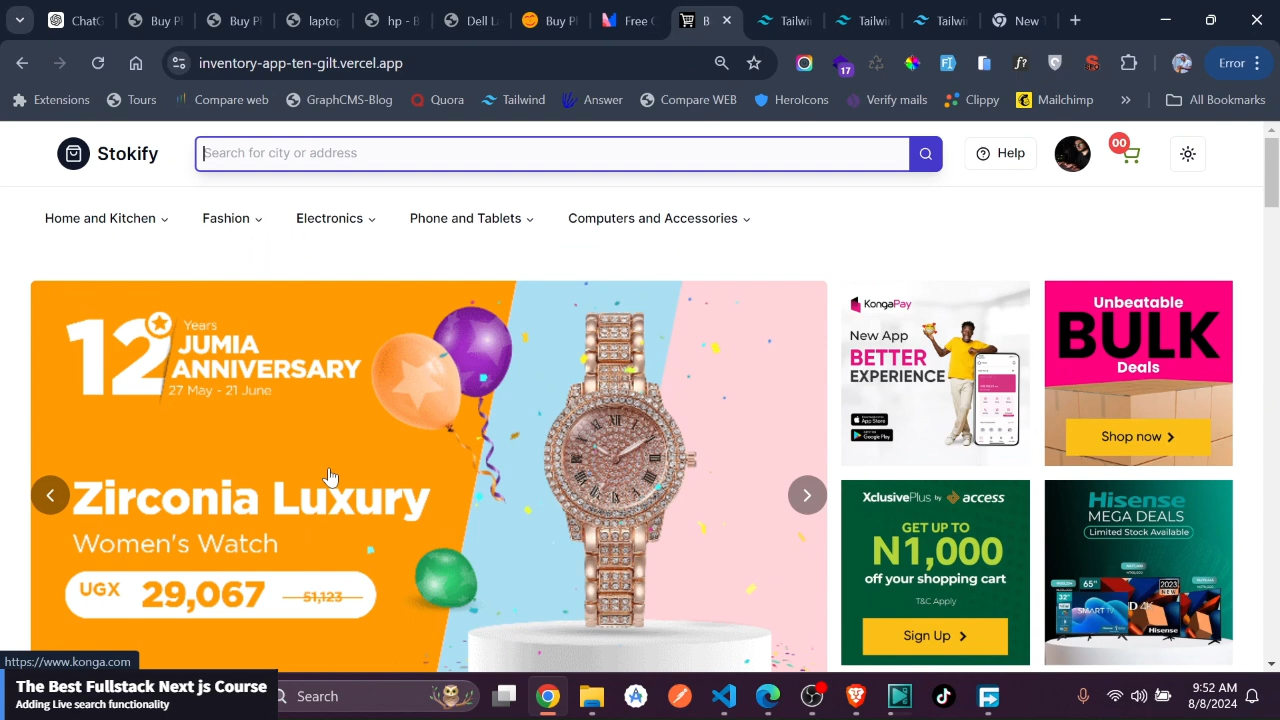 ChatG
Buy Pl
Buy Pl
laptop
hp - B
Dell L
Buy Pl
Free C
B
Tailwi
Tailwi
Tailwi
New T
inventory-app-ten-gilt.vercel.app
17
Error
Extensions
Tours
Compare web
GraphCMS-Blog
Quora
Tailwind
Answer
Compare WEB
HeroIcons
Verify mails
Clippy
Mailchimp
All Bookmarks
Stokify
Search for city or address
Help
00
Home and Kitchen
Fashion
Electronics
Phone and Tablets
Computers and Accessories
12 Years
JUMIA
ANNIVERSARY
27 May - 21 June
Zirconia Luxury
Women's Watch
UGX 29,067 51,123
KongaPay
New App
BETTER
EXPERIENCE
Unbeatable
BULK
Deals
Shop now
XclusivePlus by access
GET UP TO
N1,000
off your shopping cart
T&C Apply
Sign Up
Hisense
MEGA DEALS
Limited Stock Available
https://www.konga.com
The Best Fullstack Next js Course
Adding Live search functionality
Search
9:52 AM
8/8/2024